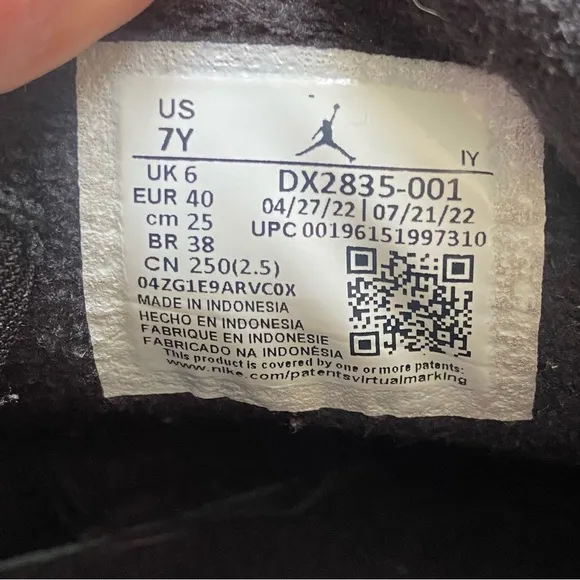 US
7Y
IY
UK 6
EUR 40
cm 25
BR 38
CN 250(2.5)
DX2835-001
04/27/22 | 07/21/22
UPC 00196151997310
04ZG1E9ARVC0X
MADE IN INDONESIA
HECHO EN INDONESIA
FABRIQUE EN INDONESIE
FABRICADO NA INDONÉSIA
This product is covered by one or more patents:
www.nike.com/patentsvirtualmarking